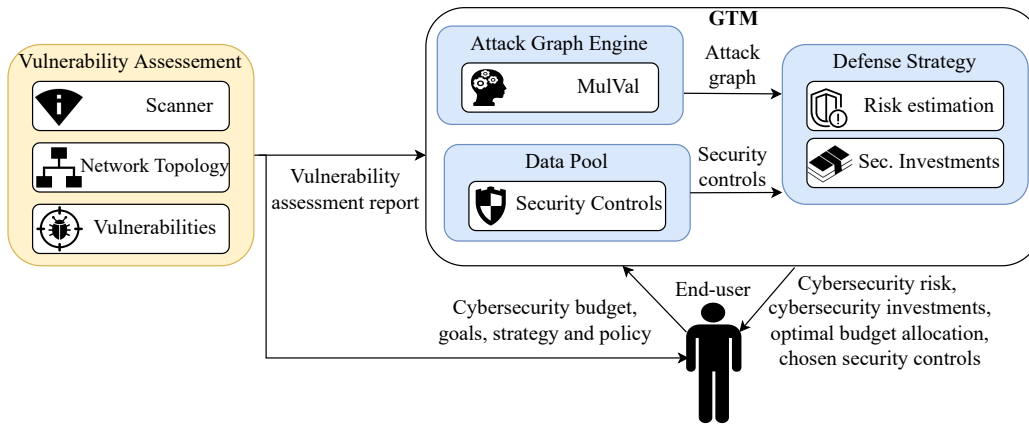 Vulnerability Assessement
Scanner
Network Topology
Vulnerabilities
Vulnerability
assessment report
GTM
Attack Graph Engine
MulVal
Attack
graph
Data Pool
Security Controls
Security
controls
Defense Strategy
Risk estimation
Sec. Investments
Cybersecurity budget,
goals, strategy and policy
End-user
Cybersecurity risk,
cybersecurity investments,
optimal budget allocation,
chosen security controls